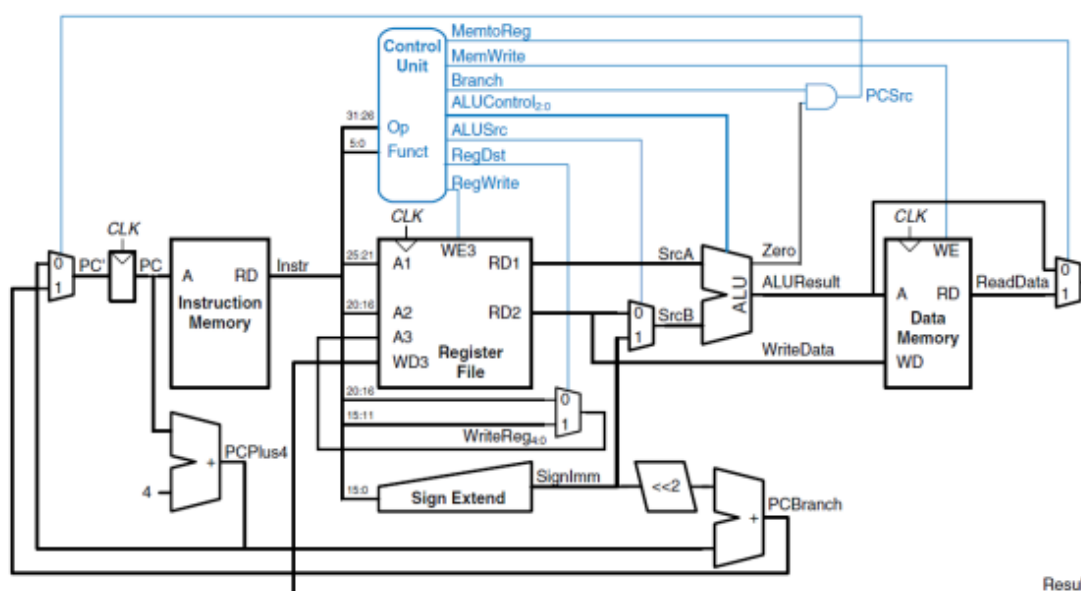 MemtoReg
Control Unit
MemWrite
Branch
ALUControl2:0
PCSrc
31:26
Op
ALUSrc
5:0
Funct
RegDst
RegWrite
CLK
CLK
CLK
0
1
PC'
PC
A
RD
Instruction Memory
Instr
25:21
A1
WE3
RD1
SrcA
Zero
ALU
ALUResult
WE
A
RD
ReadData
0
1
20:16
A2
RD2
0
1
SrcB
A3
Data Memory
WD3
Register File
WriteData
WD
20:16
0
15:11
1
WriteReg4:0
PCPlus4
+
4
15:0
Sign Extend
SignImm
<<2
PCBranch
+
Resul